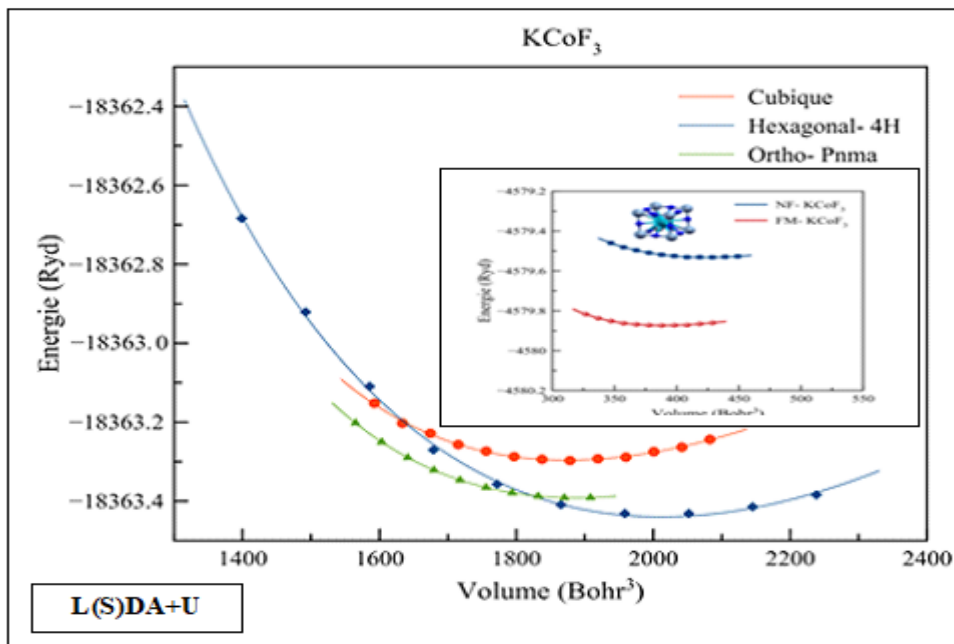 KCoF₃
Energie (Ryd)
−18362.4
−18362.6
−18362.8
−18363.0
−18363.2
−18363.4
Cubique
Hexagonal- 4H
Ortho- Pnma
Energie (Ryd)
−4579.2
−4579.4
−4579.6
−4579.8
−4580
−4580.2
NF- KCoF₃
FM- KCoF₃
300 350 400 450 500 550
Volume (Bohr³)
1400 1600 1800 2000 2200 2400
Volume (Bohr³)
L(S)DA+U